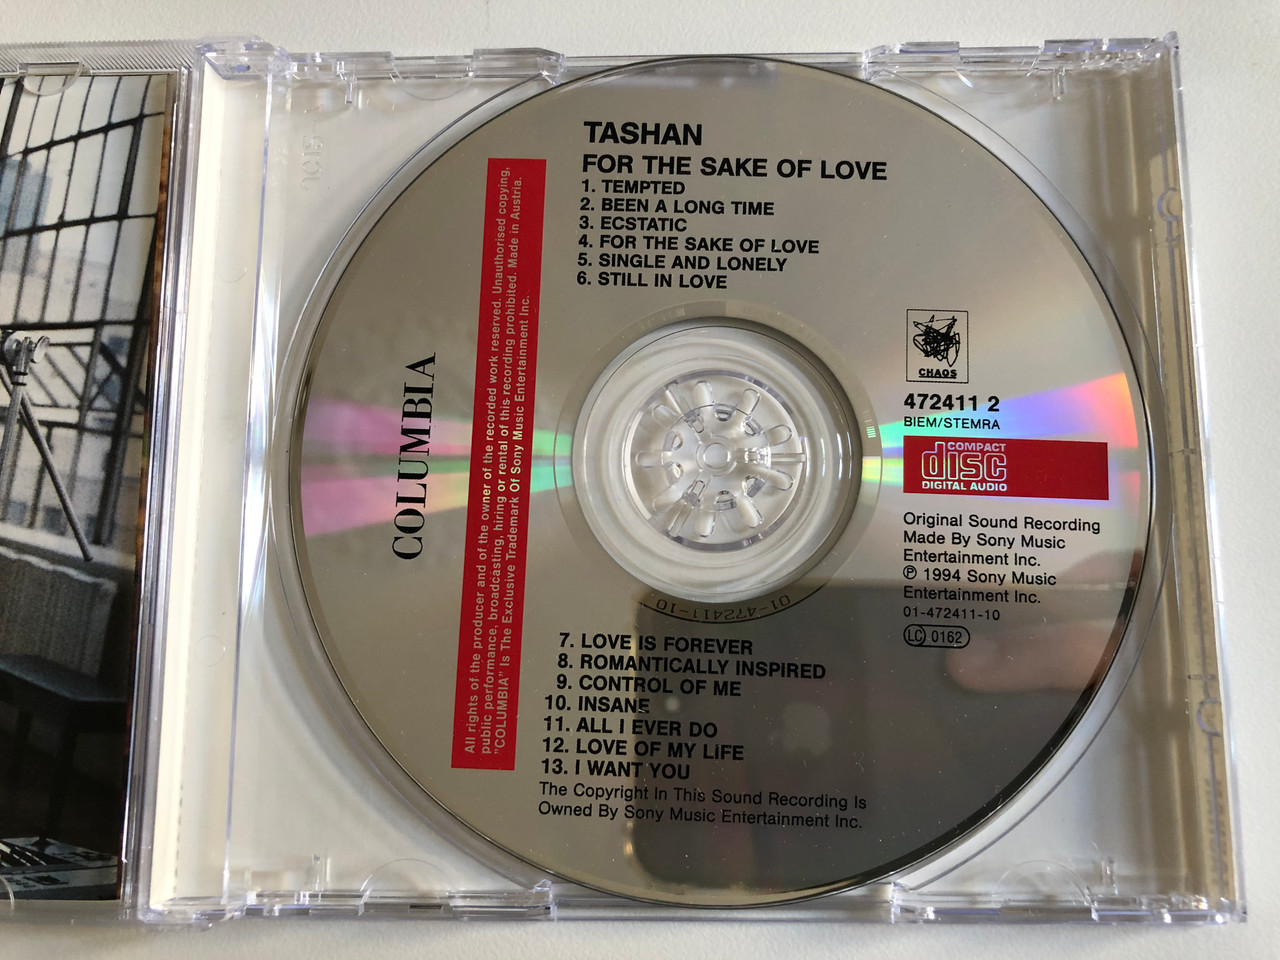 TASHAN
FOR THE SAKE OF LOVE
1. TEMPTED
2. BEEN A LONG TIME
3. ECSTATIC
4. FOR THE SAKE OF LOVE
5. SINGLE AND LONELY
6. STILL IN LOVE
COLUMBIA
All rights of the producer and of the owner of the recorded work reserved. Unauthorised copying,
public performance, broadcasting, hiring or rental of this recording prohibited. Made in Austria.
"COLUMBIA" Is The Exclusive Trademark Of Sony Music Entertainment Inc.
CHAOS
472411 2
BIEM/STEMRA
COMPACT
disc
DIGITAL AUDIO
Original Sound Recording
Made By Sony Music
Entertainment Inc.
℗ 1994 Sony Music
Entertainment Inc.
01-472411-10
LC 0162
01-472411-10
7. LOVE IS FOREVER
8. ROMANTICALLY INSPIRED
9. CONTROL OF ME
10. INSANE
11. ALL I EVER DO
12. LOVE OF MY LiFE
13. I WANT YOU
The Copyright In This Sound Recording Is
Owned By Sony Music Entertainment Inc.